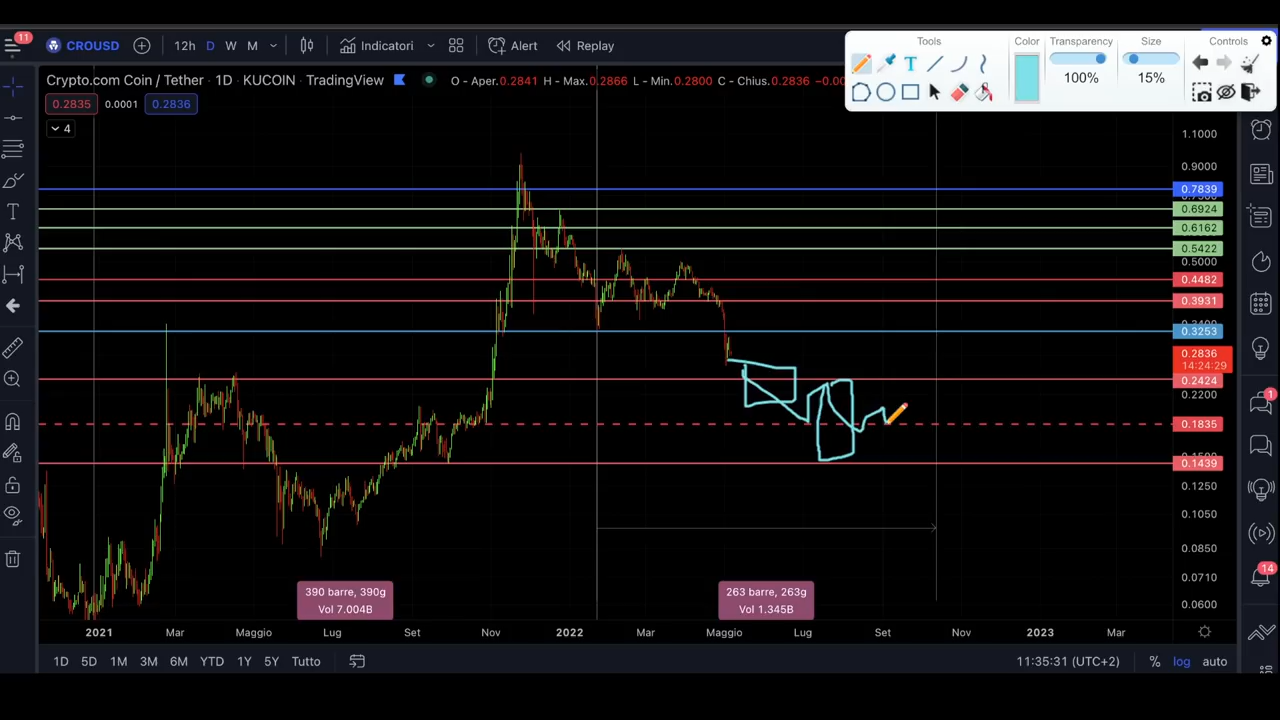 11
CROUSD
12h D W M
Indicatori
Alert
Replay
Tools
Color
Transparency
Size
Controls
100%
15%
T
Crypto.com Coin / Tether · 1D · KUCOIN · TradingView
O - Aper.0.2841 H - Max.0.2866 L - Min.0.2800 C - Chius.0.2836
0.2835 0.0001 0.2836
4
1.1000
0.9000
0.7839
0.6924
0.6162
0.5422
0.5000
0.4482
0.3931
0.3253
0.2836
14:24:29
0.2424
0.2200
0.1835
0.1439
0.1250
0.1050
0.0850
0.0710
0.0600
390 barre, 390g
Vol 7.004B
263 barre, 263g
Vol 1.345B
1
14
2021 Mar Maggio Lug Set Nov 2022 Mar Maggio Lug Set Nov 2023 Mar
1D 5D 1M 3M 6M YTD 1Y 5Y Tutto
11:35:31 (UTC+2)
% log auto